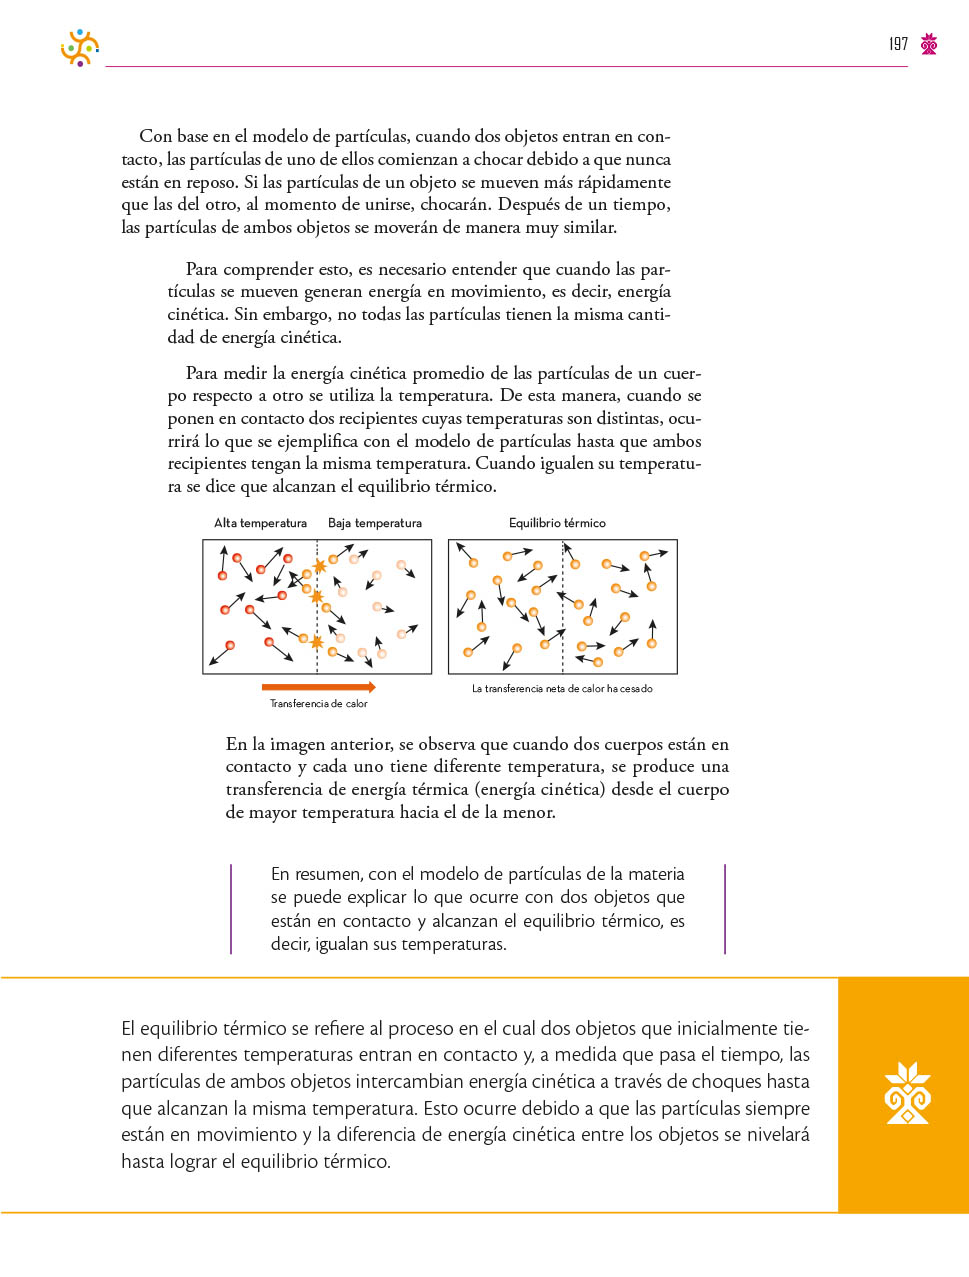 197
Con base en el modelo de partículas, cuando dos objetos entran en con-
tacto, las partículas de uno de ellos comienzan a chocar debido a que nunca
están en reposo. Si las partículas de un objeto se mueven más rápidamente
que las del otro, al momento de unirse, chocarán. Después de un tiempo,
las partículas de ambos objetos se moverán de manera muy similar.
Para comprender esto, es necesario entender que cuando las par-
tículas se mueven generan energía en movimiento, es decir, energía
cinética. Sin embargo, no todas las partículas tienen la misma canti-
dad de energía cinética.
Para medir la energía cinética promedio de las partículas de un cuer-
po respecto a otro se utiliza la temperatura. De esta manera, cuando se
ponen en contacto dos recipientes cuyas temperaturas son distintas, ocu-
rrirá lo que se ejemplifica con el modelo de partículas hasta que ambos
recipientes tengan la misma temperatura. Cuando igualen su temperatu-
ra se dice que alcanzan el equilibrio térmico.
Alta temperatura Baja temperatura
Equilibrio térmico
Transferencia de calor
La transferencia neta de calor ha cesado
En la imagen anterior, se observa que cuando dos cuerpos están en
contacto y cada uno tiene diferente temperatura, se produce una
transferencia de energía térmica (energía cinética) desde el cuerpo
de mayor temperatura hacia el de la menor.
En resumen, con el modelo de partículas de la materia
se puede explicar lo que ocurre con dos objetos que
están en contacto y alcanzan el equilibrio térmico, es
decir, igualan sus temperaturas.
El equilibrio térmico se refiere al proceso en el cual dos objetos que inicialmente tie-
nen diferentes temperaturas entran en contacto y, a medida que pasa el tiempo, las
partículas de ambos objetos intercambian energía cinética a través de choques hasta
que alcanzan la misma temperatura. Esto ocurre debido a que las partículas siempre
están en movimiento y la diferencia de energía cinética entre los objetos se nivelará
hasta lograr el equilibrio térmico.